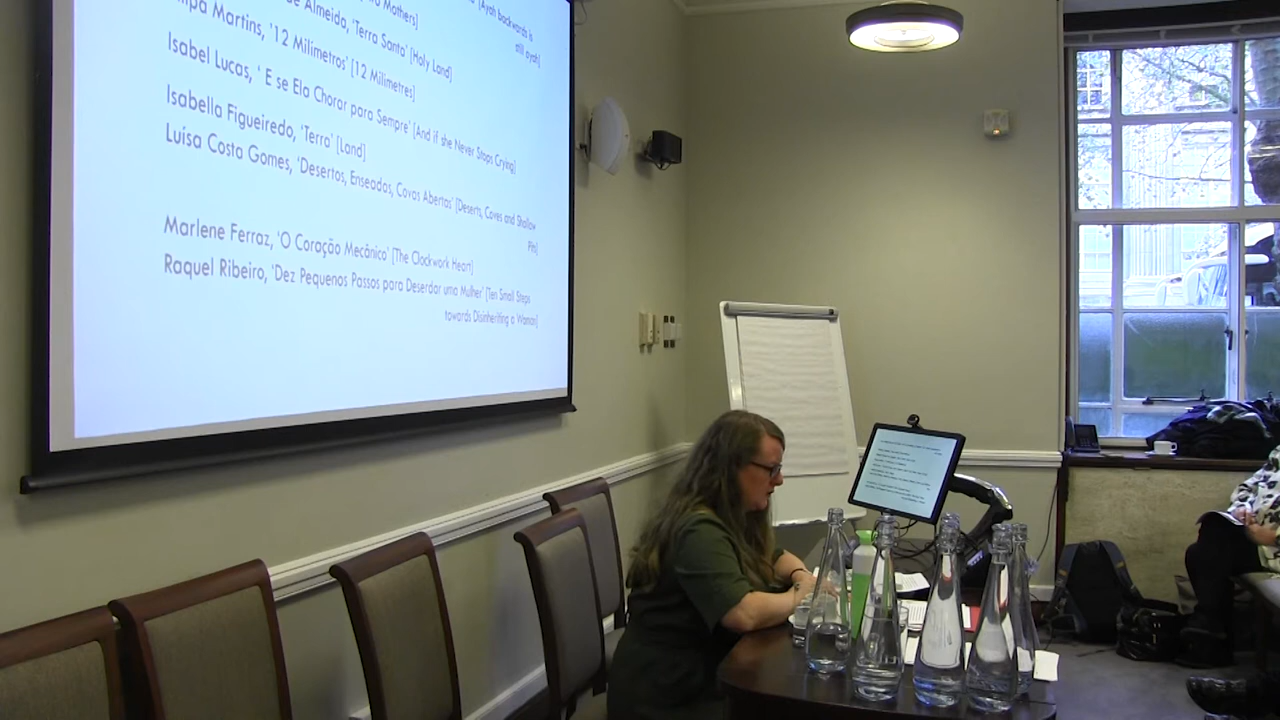 [Ayah backwards is
still ayah]
Mothers]
Almeida, 'Terra Santa' [Holy Land]
Martins, '12 Milímetros' [12 Milimetres]
Isabel Lucas, ' E se Ela Chorar para Sempre' [And if she Never Stops Crying]
Isabella Figueiredo, 'Terra' [Land]
Luísa Costa Gomes, 'Desertos, Enseadas, Covas Abertas' [Deserts, Coves and Shallow
Pits]
Marlene Ferraz, 'O Coração Mecânico' [The Clockwork Heart]
Raquel Ribeiro, 'Dez Pequenos Passos para Deserdar uma Mulher' [Ten Small Steps
towards Disinheriting a Woman]